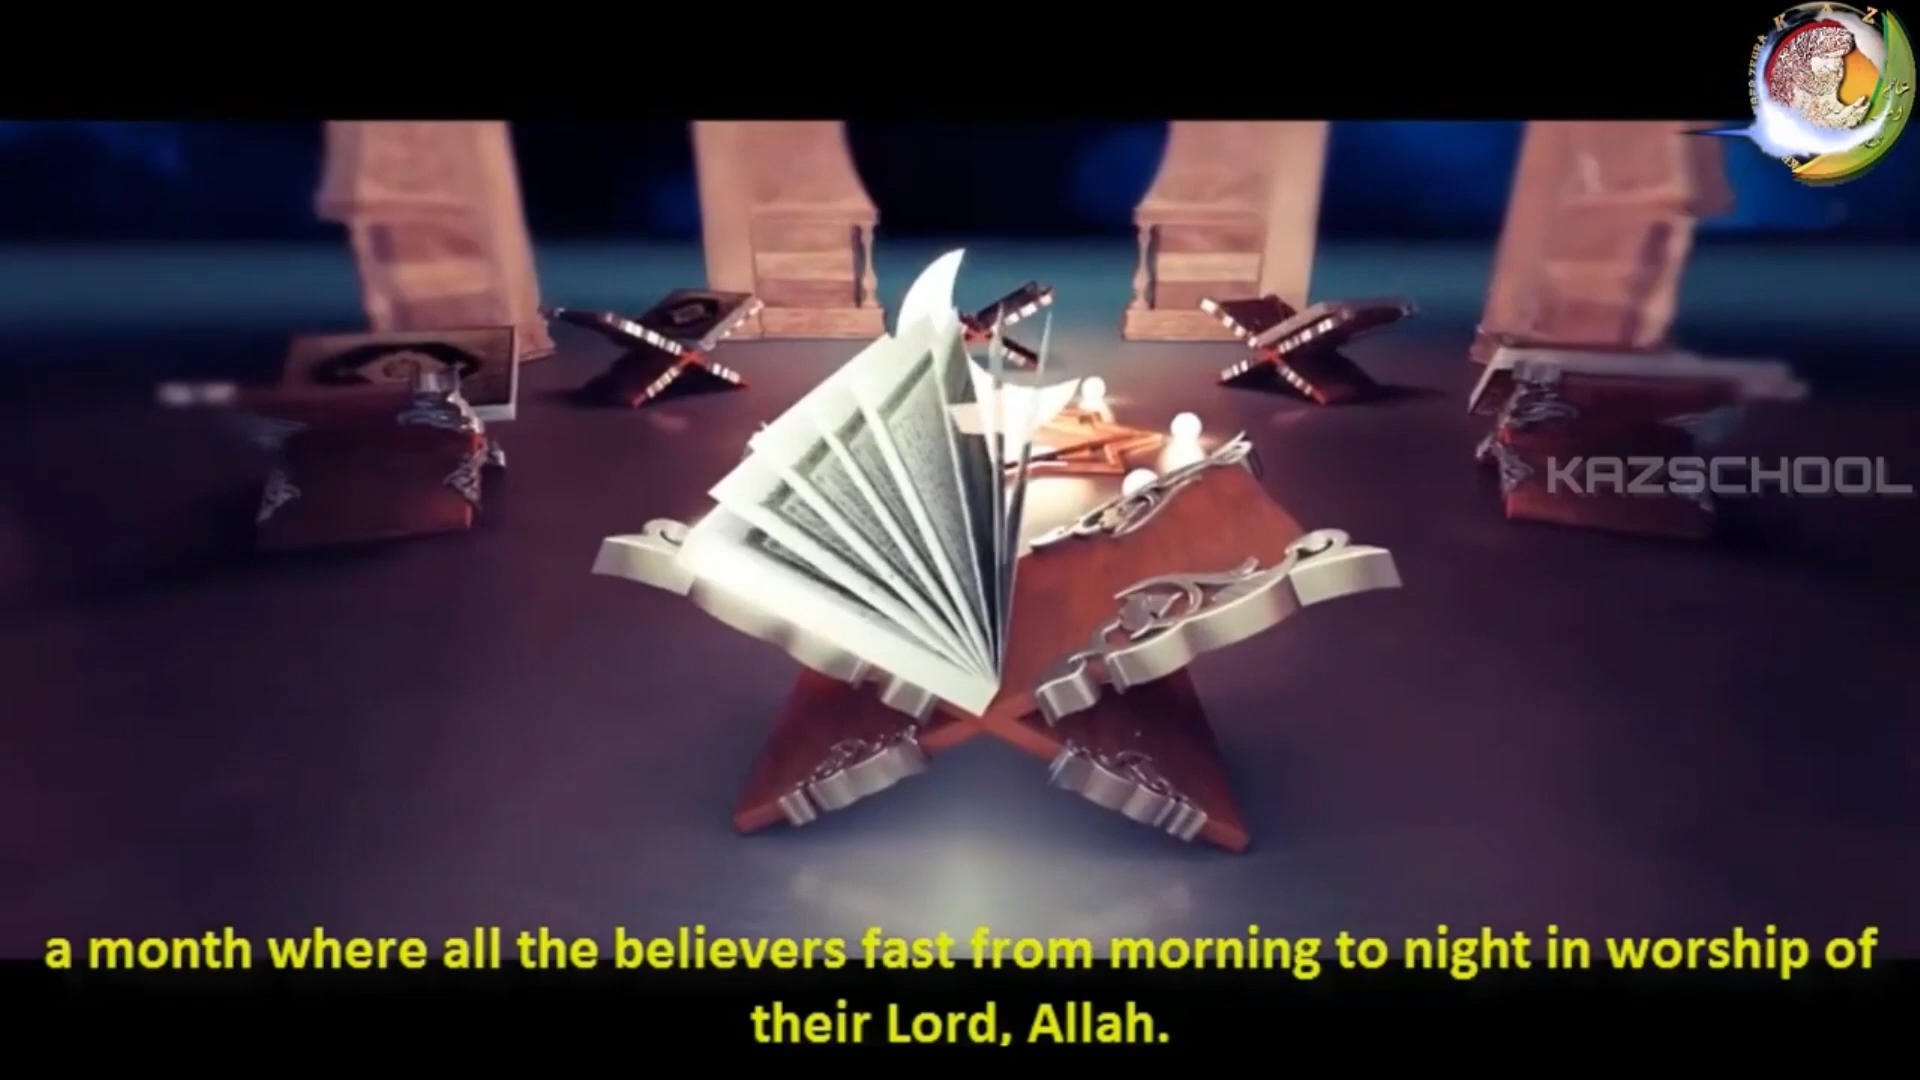 K A Z
KAZSCHOOL
a month where all the believers fast from morning to night in worship of
their Lord, Allah.